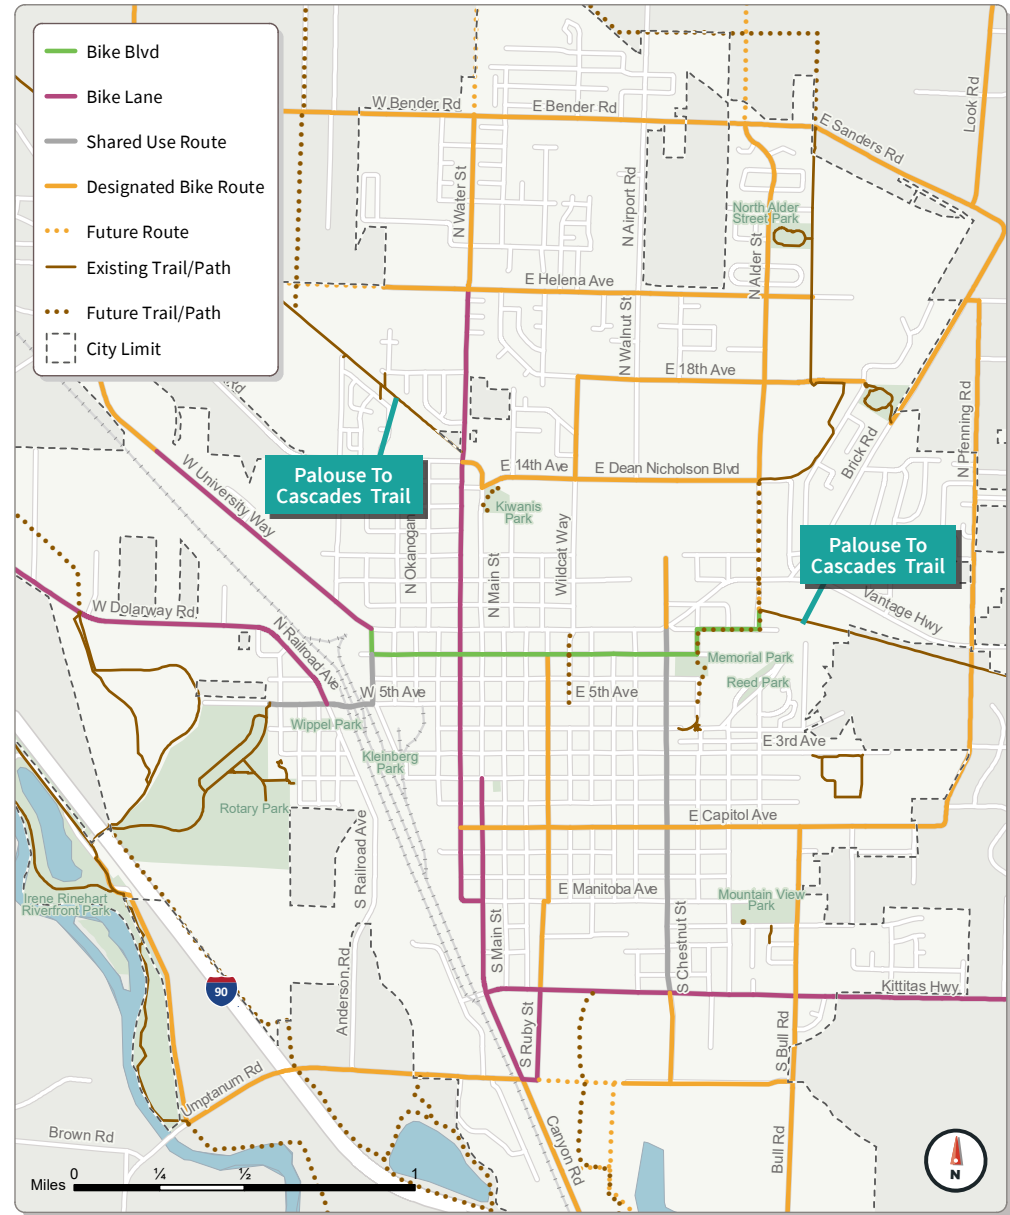 Bike Blvd
Bike Lane
Shared Use Route
Designated Bike Route
Future Route
Existing Trail/Path
Future Trail/Path
City Limit
W Bender Rd
E Bender Rd
E Sanders Rd
Look Rd
N Water St
N Airport Rd
North Alder
Street Park
N Alder St
E Helena Ave
N Walnut St
E 18th Ave
Rd
N Pfenning Rd
Brick Rd
W University Way
Palouse To
Cascades Trail
E 14th Ave
E Dean Nicholson Blvd
Kiwanis
Park
N Okanogan
N Main St
Wildcat Way
Palouse To
Cascades Trail
Vantage Hwy
W Dolarway Rd
N Railroad Ave
Memorial Park
Reed Park
W 5th Ave
E 5th Ave
Wippel Park
Kleinberg
Park
E 3rd Ave
Rotary Park
E Capitol Ave
S Railroad Ave
E Manitoba Ave
Mountain View
Park
Irene Rinehart
Riverfront Park
S Main St
S Chestnut St
Kittitas Hwy
90
Anderson Rd
S Ruby St
S Bull Rd
Umptanum Rd
Brown Rd
Canyon Rd
Bull Rd
Miles
0
¼
½
1
N